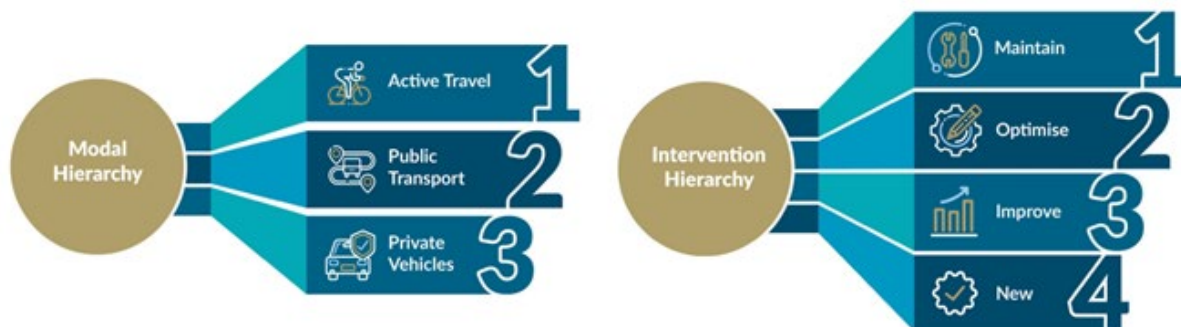 Modal
Hierarchy
Active Travel
1
Public
Transport
2
Private
Vehicles
3
Intervention
Hierarchy
Maintain
1
Optimise
2
Improve
3
New
4